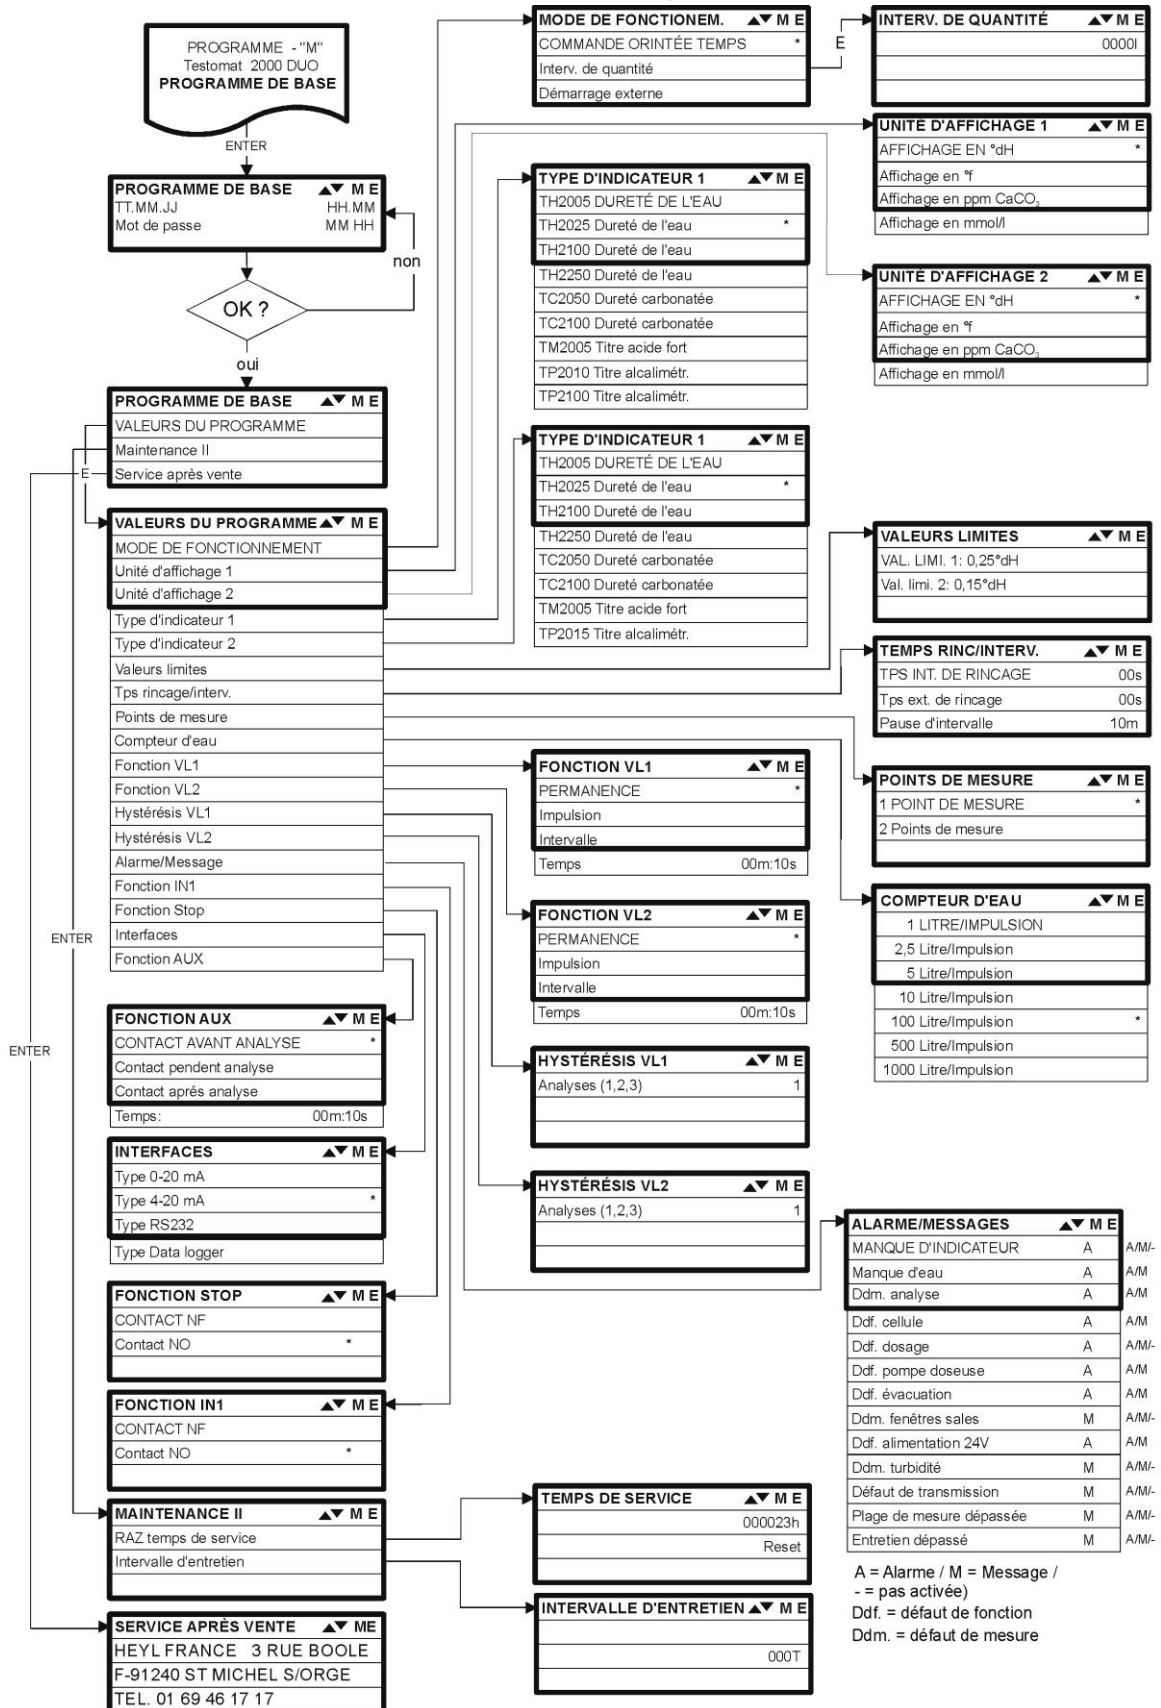 PROGRAMME - "M"
Testomat 2000 DUO
PROGRAMME DE BASE
ENTER
PROGRAMME DE BASE ▲▼ M E
TT.MM.JJ HH.MM
Mot de passe MM HH
non
OK ?
oui
PROGRAMME DE BASE ▲▼ M E
VALEURS DU PROGRAMME
Maintenance II
Service après vente
E
VALEURS DU PROGRAMME ▲▼ M E
MODE DE FONCTIONNEMENT
Unité d'affichage 1
Unité d'affichage 2
Type d'indicateur 1
Type d'indicateur 2
Valeurs limites
Tps rincage/interv.
Points de mesure
Compteur d'eau
Fonction VL1
Fonction VL2
Hystérésis VL1
Hystérésis VL2
Alarme/Message
Fonction IN1
Fonction Stop
Interfaces
Fonction AUX
ENTER
ENTER
FONCTION AUX ▲▼ M E
CONTACT AVANT ANALYSE *
Contact pendent analyse
Contact après analyse
Temps: 00m:10s
INTERFACES ▲▼ M E
Type 0-20 mA
Type 4-20 mA *
Type RS232
Type Data logger
FONCTION STOP ▲▼ M E
CONTACT NF
Contact NO *
FONCTION IN1 ▲▼ M E
CONTACT NF
Contact NO *
MAINTENANCE II ▲▼ M E
RAZ temps de service
Intervalle d'entretien
SERVICE APRÈS VENTE ▲▼ ME
HEYL FRANCE 3 RUE BOOLE
F-91240 ST MICHEL S/ORGE
TEL. 01 69 46 17 17
MODE DE FONCTIONEM. ▲▼ M E
COMMANDE ORINTÉE TEMPS *
Interv. de quantité
Démarrage externe
E
INTERV. DE QUANTITÉ ▲▼ M E
0000l
UNITÉ D'AFFICHAGE 1 ▲▼ M E
AFFICHAGE EN °dH *
Affichage en °f
Affichage en ppm CaCO₃
Affichage en mmol/l
UNITÉ D'AFFICHAGE 2 ▲▼ M E
AFFICHAGE EN °dH *
Affichage en °f
Affichage en ppm CaCO₃
Affichage en mmol/l
TYPE D'INDICATEUR 1 ▲▼ M E
TH2005 DURETÉ DE L'EAU
TH2025 Dureté de l'eau *
TH2100 Dureté de l'eau
TH2250 Dureté de l'eau
TC2050 Dureté carbonatée
TC2100 Dureté carbonatée
TM2005 Titre acide fort
TP2010 Titre alcalimétr.
TP2100 Titre alcalimétr.
TYPE D'INDICATEUR 1 ▲▼ M E
TH2005 DURETÉ DE L'EAU
TH2025 Dureté de l'eau *
TH2100 Dureté de l'eau
TH2250 Dureté de l'eau
TC2050 Dureté carbonatée
TC2100 Dureté carbonatée
TM2005 Titre acide fort
TP2015 Titre alcalimétr.
VALEURS LIMITES ▲▼ M E
VAL. LIMI. 1: 0,25°dH
Val. limi. 2: 0,15°dH
TEMPS RINC/INTERV. ▲▼ M E
TPS INT. DE RINCAGE 00s
Tps ext. de rincage 00s
Pause d'intervalle 10m
POINTS DE MESURE ▲▼ M E
1 POINT DE MESURE *
2 Points de mesure
COMPTEUR D'EAU ▲▼ M E
1 LITRE/IMPULSION
2,5 Litre/Impulsion
5 Litre/Impulsion
10 Litre/Impulsion
100 Litre/Impulsion *
500 Litre/Impulsion
1000 Litre/Impulsion
FONCTION VL1 ▲▼ M E
PERMANENCE *
Impulsion
Intervalle
Temps 00m:10s
FONCTION VL2 ▲▼ M E
PERMANENCE *
Impulsion
Intervalle
Temps 00m:10s
HYSTÉRÉSIS VL1 ▲▼ M E
Analyses (1,2,3) 1
HYSTÉRÉSIS VL2 ▲▼ M E
Analyses (1,2,3) 1
ALARME/MESSAGES ▲▼ M E
MANQUE D'INDICATEUR A A/M/-
Manque d'eau A A/M
Ddm. analyse A A/M
Ddf. cellule A A/M
Ddf. dosage A A/M/-
Ddf. pompe doseuse A A/M
Ddf. évacuation A A/M
Ddm. fenêtres sales M A/M/-
Ddf. alimentation 24V A A/M
Ddm. turbidité M A/M/-
Défaut de transmission M A/M/-
Plage de mesure dépassée M A/M/-
Entretien dépassé M A/M/-
A = Alarme / M = Message /
- = pas activée)
Ddf. = défaut de fonction
Ddm. = défaut de mesure
TEMPS DE SERVICE ▲▼ M E
000023h
Reset
INTERVALLE D'ENTRETIEN ▲▼ M E
000T